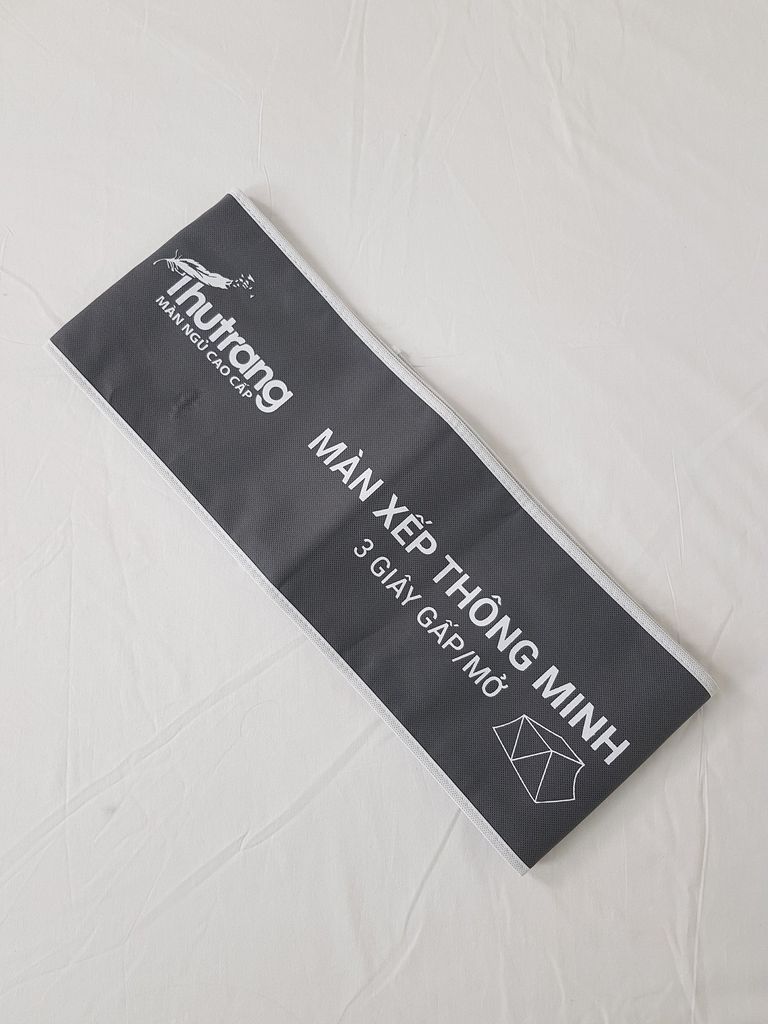 Thutrang
MÀN NGỦ CAO CẤP
MÀN XẾP THÔNG MINH
3 GIÂY GẤP/MỞ